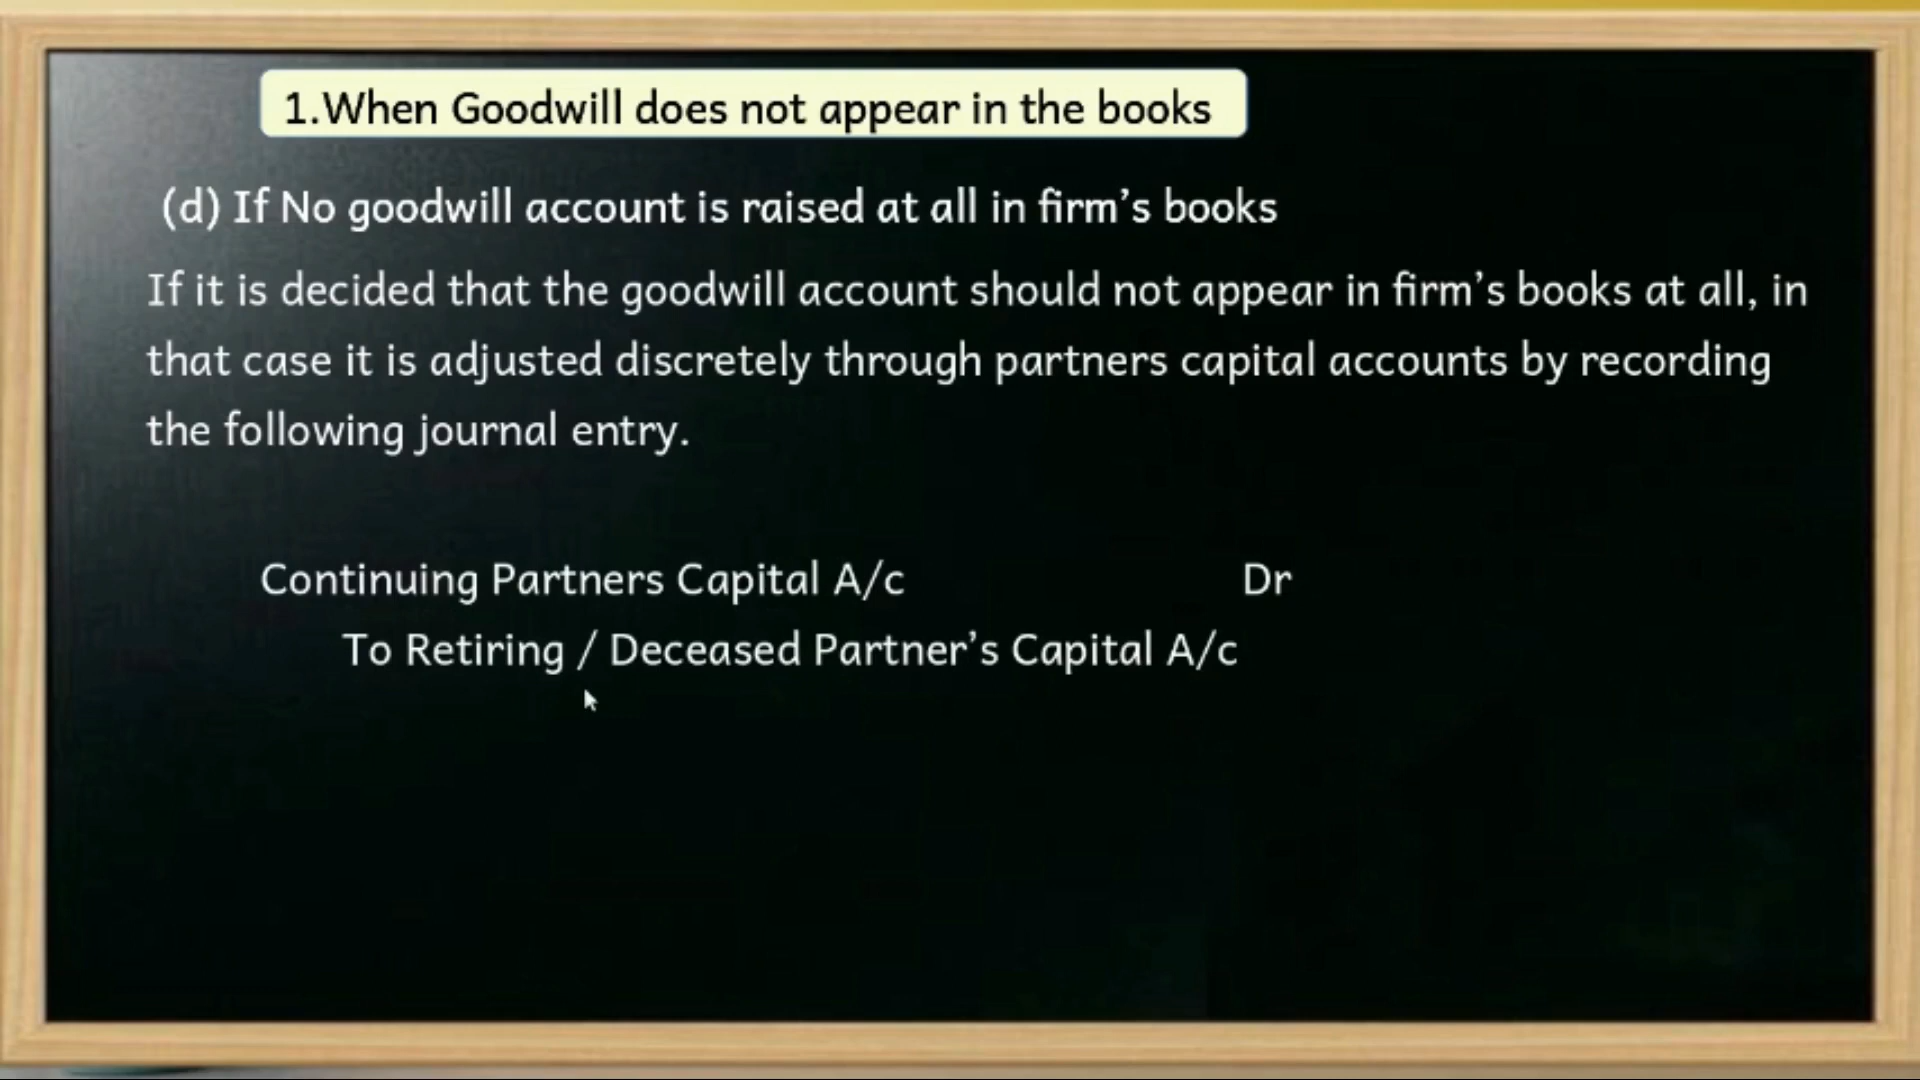 1.When Goodwill does not appear in the books
(d) If No goodwill account is raised at all in firm’s books
If it is decided that the goodwill account should not appear in firm’s books at all, in
that case it is adjusted discretely through partners capital accounts by recording
the following journal entry.
Continuing Partners Capital A/c Dr
To Retiring / Deceased Partner’s Capital A/c